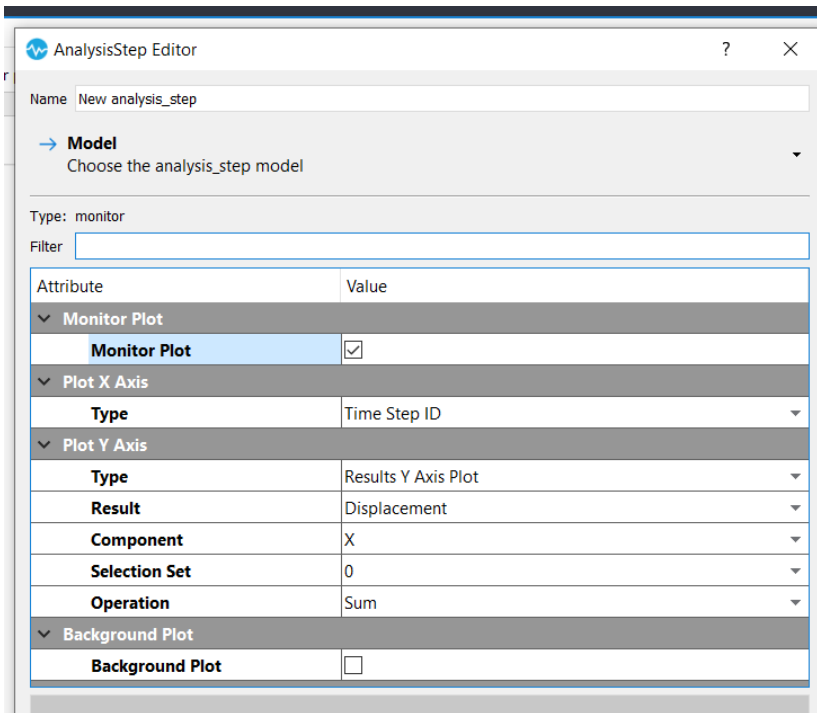 AnalysisStep Editor ?
r
Name New analysis_step
Model
Choose the analysis_step model
Type: monitor
Filter
Attribute Value
Monitor Plot
Monitor Plot
Plot X Axis
Type Time Step ID
Plot Y Axis
Type Results Y Axis Plot
Result Displacement
Component X
Selection Set 0
Operation Sum
Background Plot
Background Plot